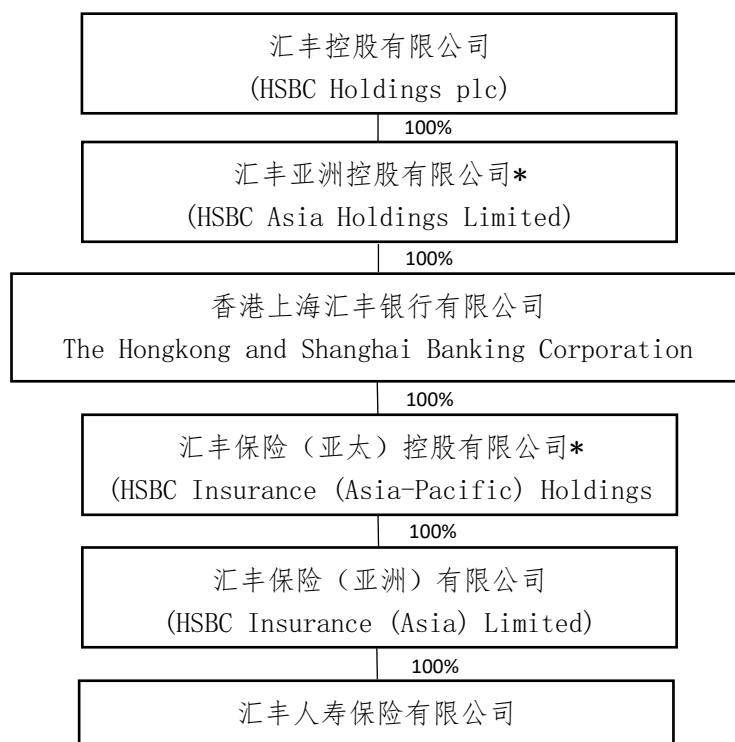 汇丰控股有限公司
(HSBC Holdings plc)
100%
汇丰亚洲控股有限公司*
(HSBC Asia Holdings Limited)
100%
香港上海汇丰银行有限公司
The Hongkong and Shanghai Banking Corporation
100%
汇丰保险（亚太）控股有限公司*
(HSBC Insurance (Asia-Pacific) Holdings
100%
汇丰保险（亚洲）有限公司
(HSBC Insurance (Asia) Limited)
100%
汇丰人寿保险有限公司